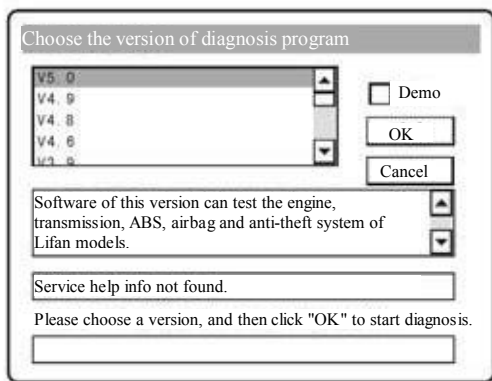 Choose the version of diagnosis program
V5. 0
V4. 9
V4. 8
V4. 6
V3. 9
Demo
OK
Cancel
Software of this version can test the engine,
transmission, ABS, airbag and anti-theft system of
Lifan models.
Service help info not found.
Please choose a version, and then click "OK" to start diagnosis.